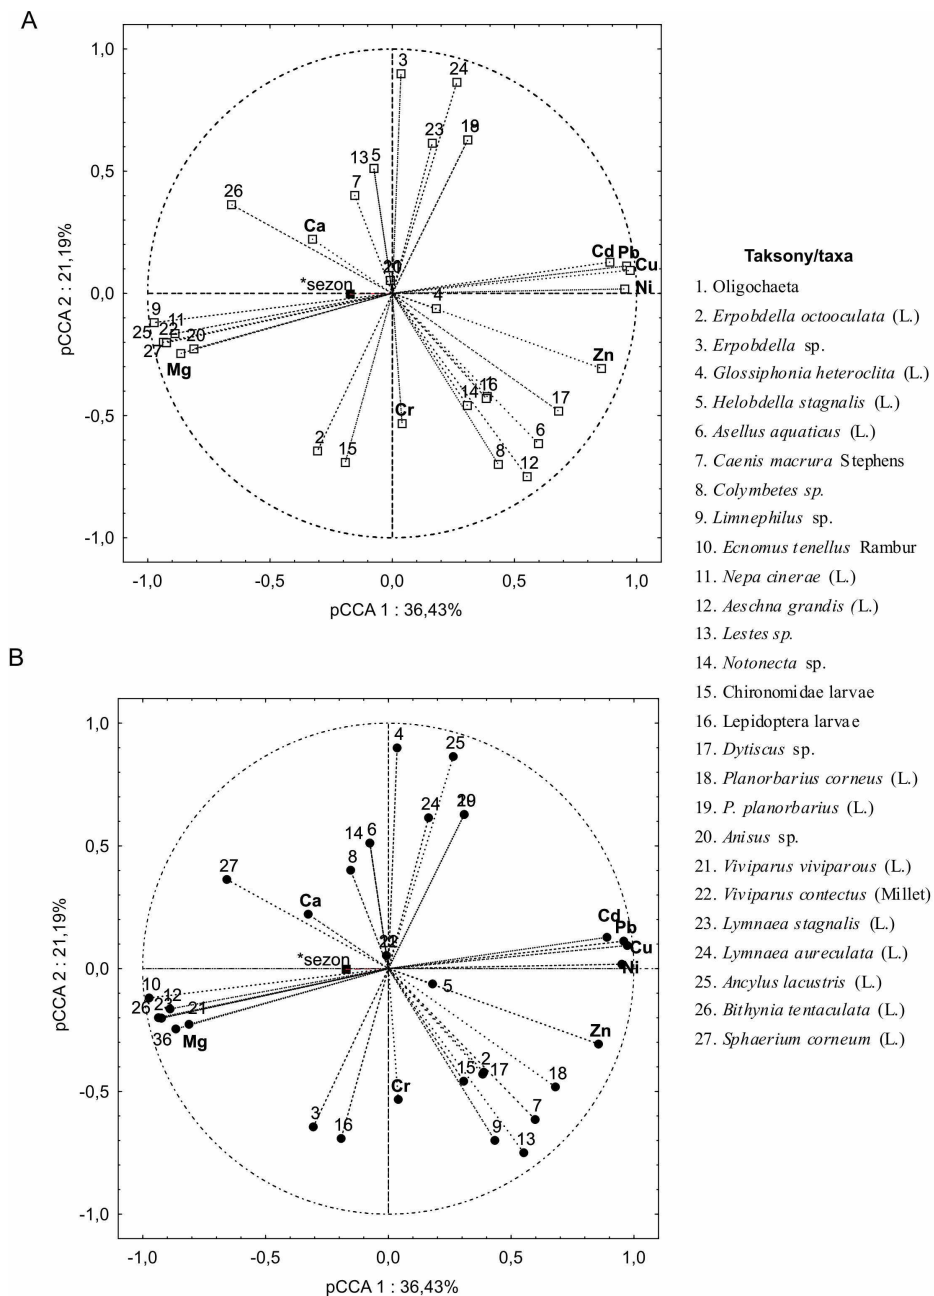 A
1,0
3
24
23
19
0,5
13 5
7
26
Ca
pCCA 2 : 21,19%
Cd Pb
Cu
*sezon
Ni
0,0
4
9
11
25 22
20
27
Mg
Zn
1 16
14
17
-0,5
Cr
2
15
6
8
12
-1,0
-1,0 -0,5 0,0 0,5 1,0
pCCA 1 : 36,43%
Taksony/taxa
1. Oligochaeta
2. Erpobdella octooculata (L.)
3. Erpobdella sp.
4. Glossiphonia heteroclita (L.)
5. Helobdella stagnalis (L.)
6. Asellus aquaticus (L.)
7. Caenis macrura Stephens
8. Colymbetes sp.
9. Limnephilus sp.
10. Ecnomus tenellus Rambur
11. Nepa cinerae (L.)
12. Aeschna grandis (L.)
13. Lestes sp.
14. Notonecta sp.
15. Chironomidae larvae
16. Lepidoptera larvae
17. Dytiscus sp.
18. Planorbarius corneus (L.)
19. P. planorbarius (L.)
20. Anisus sp.
21. Viviparus viviparous (L.)
22. Viviparus contectus (Millet)
23. Lymnaea stagnalis (L.)
24. Lymnaea aureculata (L.)
25. Ancylus lacustris (L.)
26. Bithynia tentaculata (L.)
27. Sphaerium corneum (L.)
B
1,0
4
25
24
0,5
14 6
8
27
Ca
pCCA 2 : 21,19%
Cd
Pb
Cu
*sezon
Ni
0,0
5
10
12
26
21
36
Mg
Zn
2
15 17
18
-0,5
Cr
3
16
7
9
13
-1,0
-1,0 -0,5 0,0 0,5 1,0
pCCA 1 : 36,43%